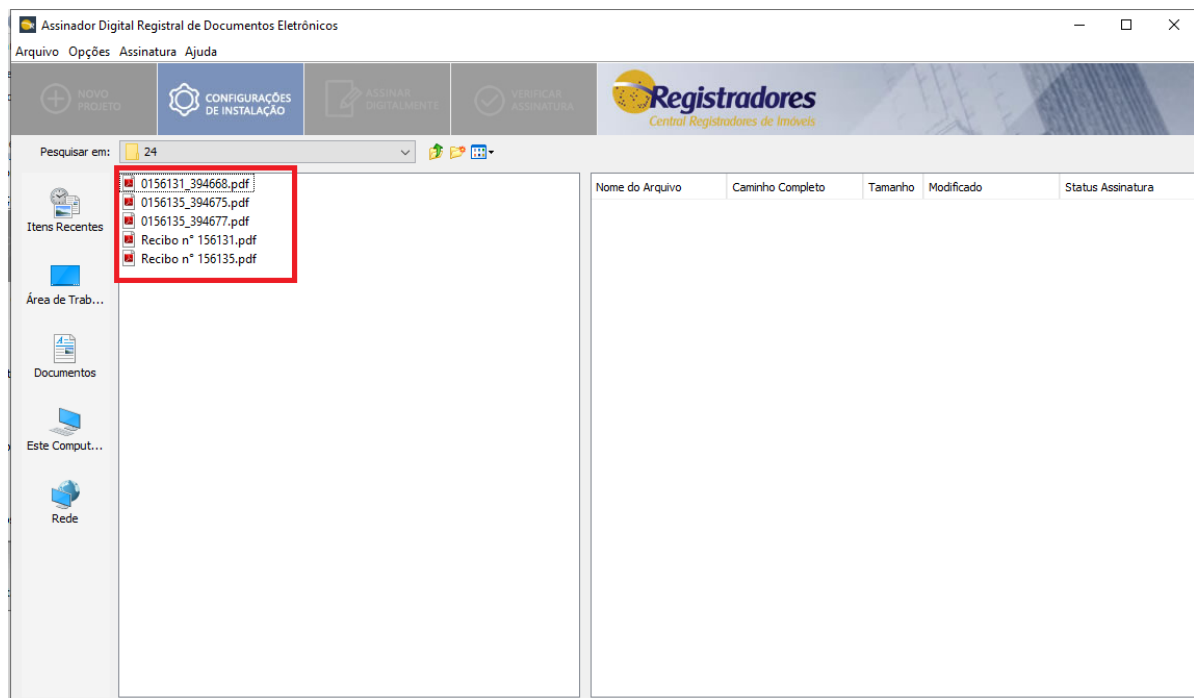 Assinador Digital Registral de Documentos Eletrônicos
Arquivo Opções Assinatura Ajuda
NOVO
PROJETO
CONFIGURAÇÕES
DE INSTALAÇÃO
ASSINAR
DIGITALMENTE
VERIFICAR
ASSINATURA
Registradores
Central Registradores de Imóveis
Pesquisar em: 24
0156131_394668.pdf
0156135_394675.pdf
0156135_394677.pdf
Recibo n° 156131.pdf
Recibo n° 156135.pdf
Itens Recentes
Área de Trab...
Documentos
Este Comput...
Rede
Nome do Arquivo Caminho Completo Tamanho Modificado Status Assinatura